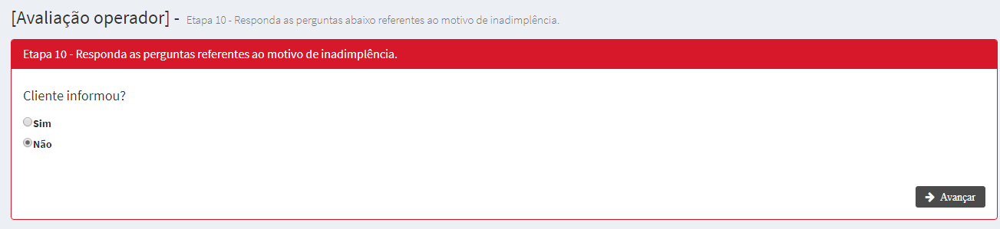 [Avaliação operador] - Etapa 10 - Responda as perguntas abaixo referentes ao motivo de inadimplência.
Etapa 10 - Responda as perguntas referentes ao motivo de inadimplência.
Cliente informou?
Sim
Não
Avançar